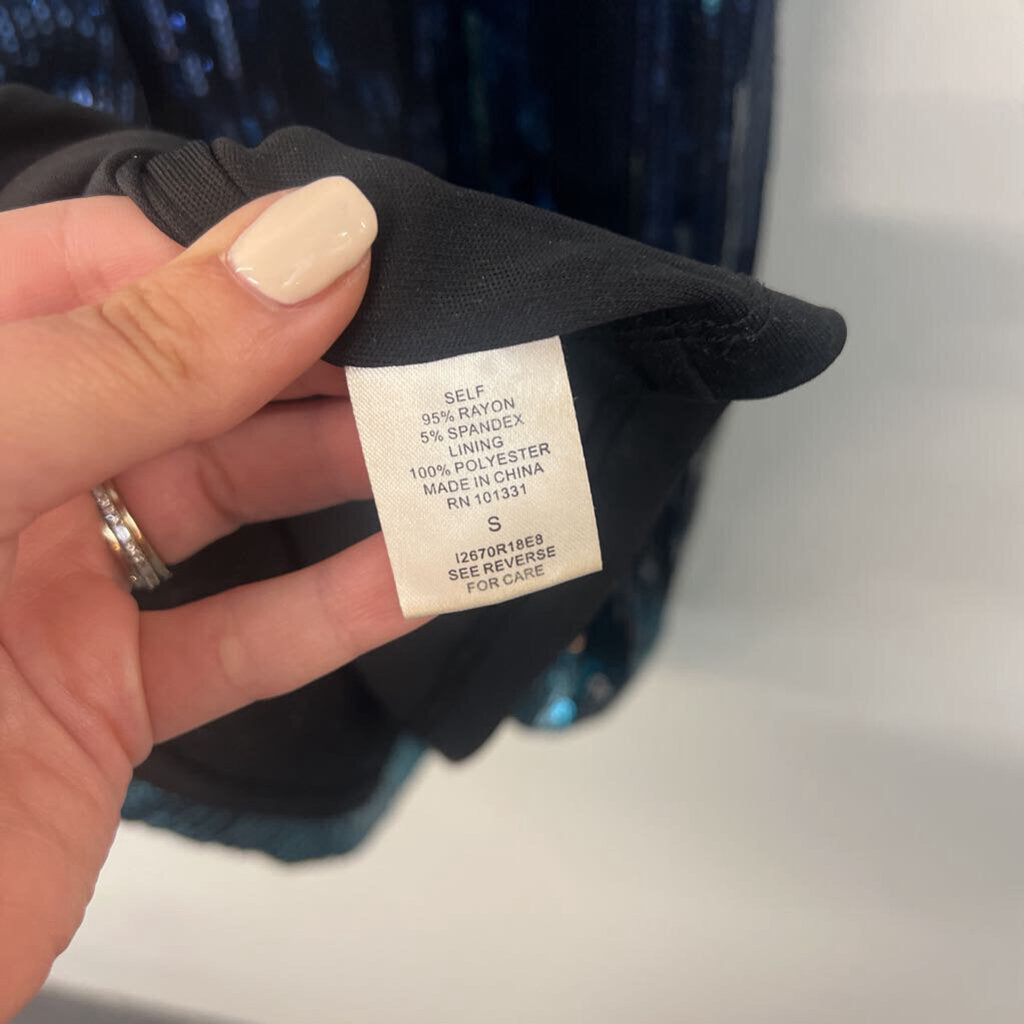 SELF
95% RAYON
5% SPANDEX
LINING
100% POLYESTER
MADE IN CHINA
RN 101331
S
I2670R18E8
SEE REVERSE
FOR CARE